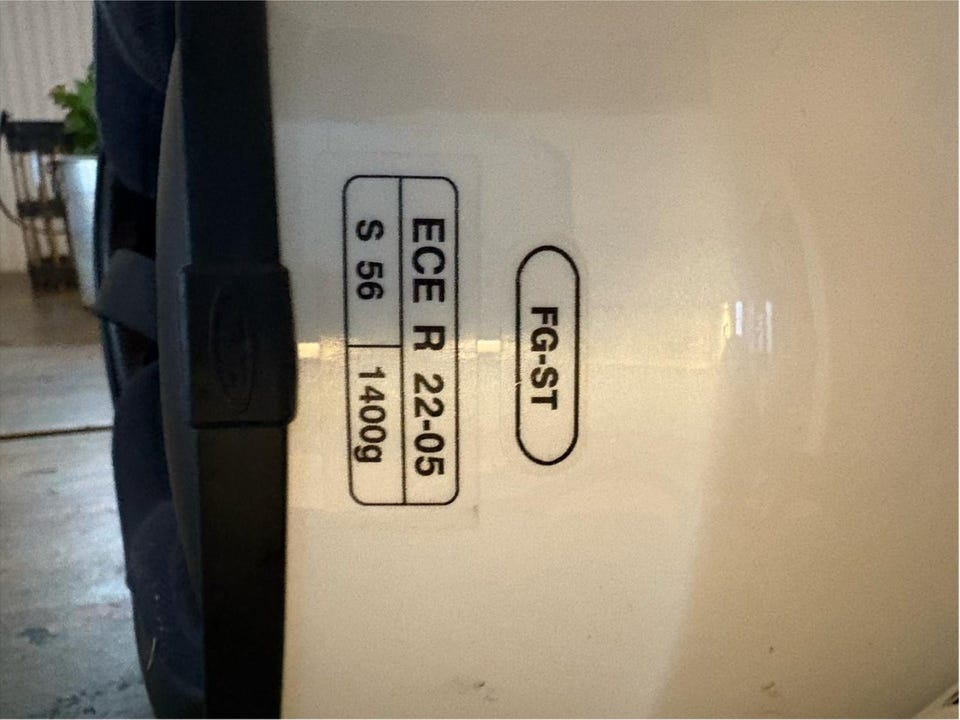 FG-ST
ECE R 22-05
S 56 1400g